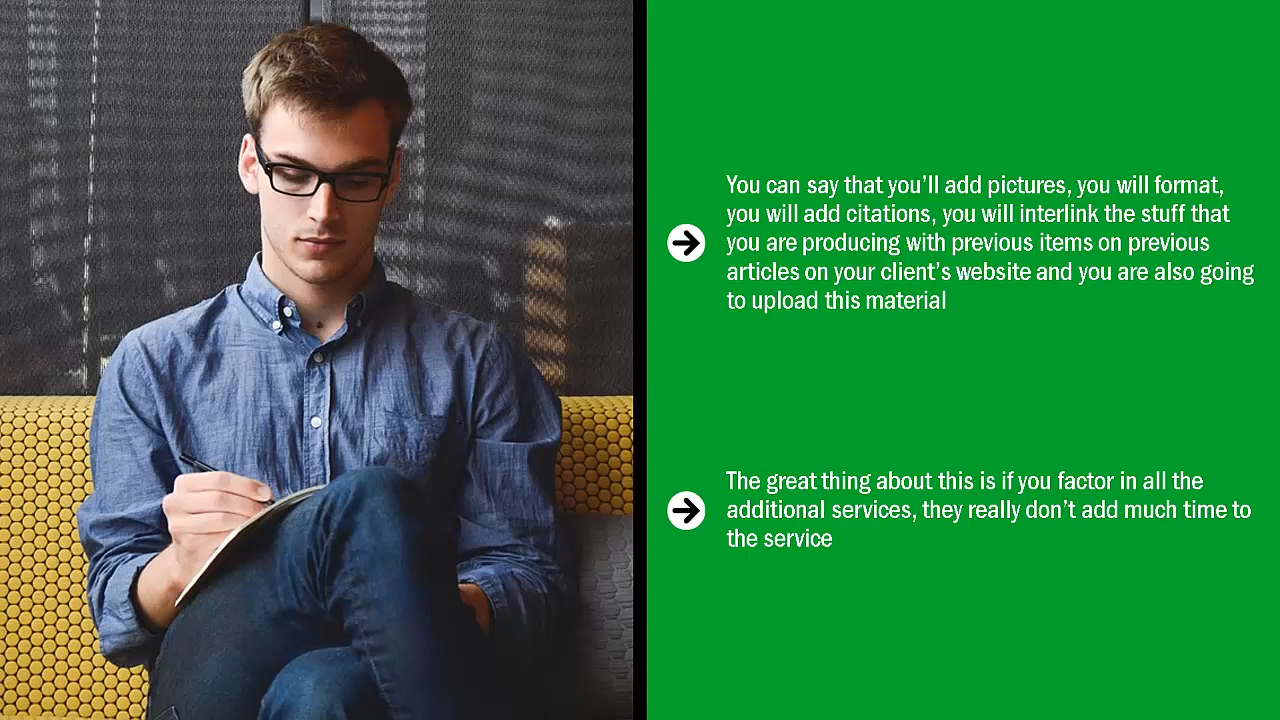 You can say that you’ll add pictures, you will format,
you will add citations, you will interlink the stuff that
you are producing with previous items on previous
articles on your client’s website and you are also going
to upload this material
The great thing about this is if you factor in all the
additional services, they really don’t add much time to
the service